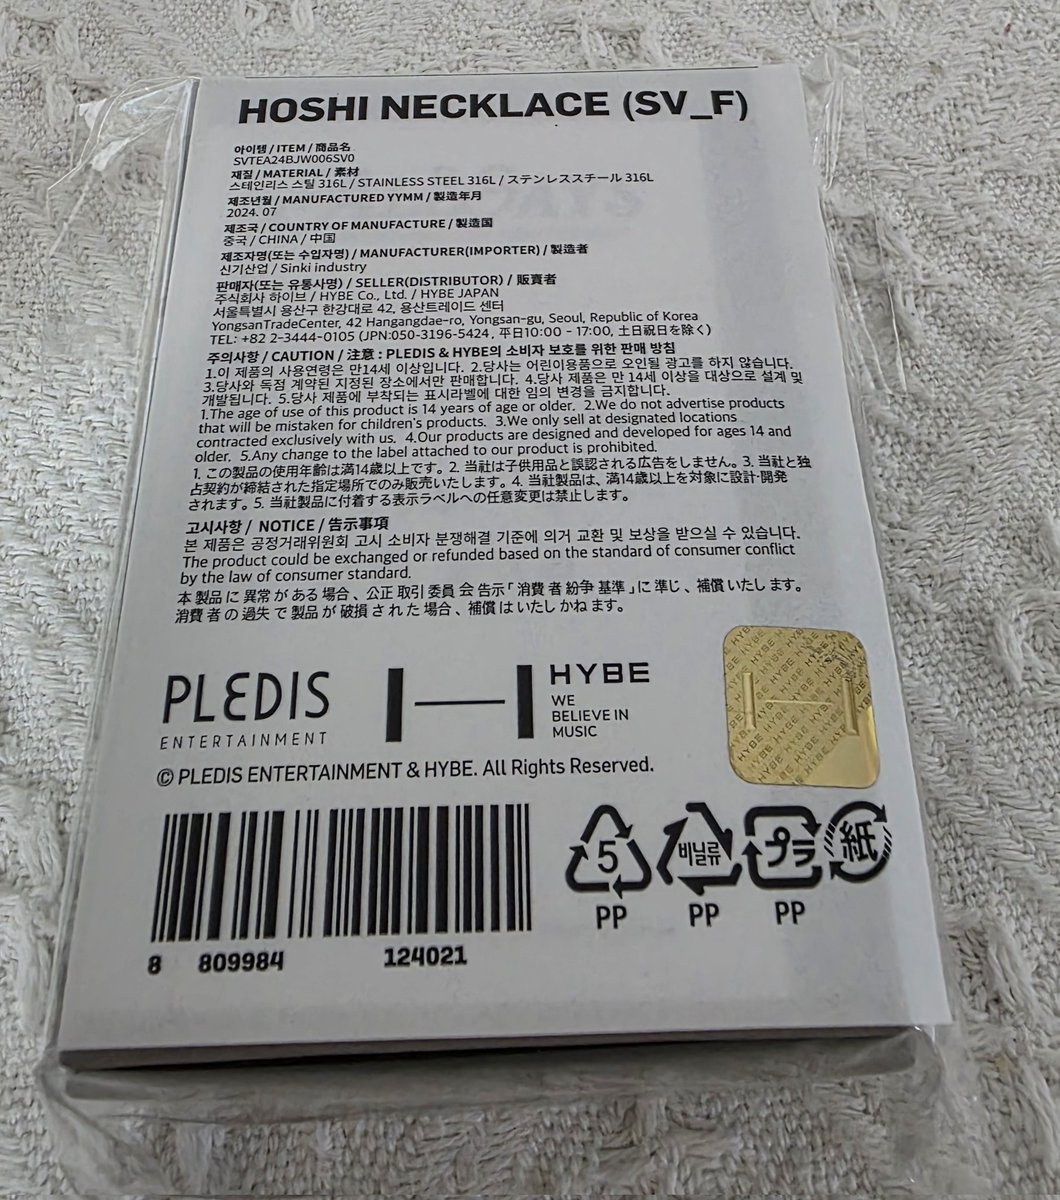 HOSHI NECKLACE (SV_F)
아이템 / ITEM / 商品名
SVTEA24BJW006SV0
재질 / MATERIAL / 素材
스테인리스 스틸 316L / STAINLESS STEEL 316L / ステンレススチール 316L
제조년월 / MANUFACTURED YYMM / 製造年月
2024. 07
제조국 / COUNTRY OF MANUFACTURE / 製造国
중국 / CHINA / 中国
제조자명(또는 수입자명) / MANUFACTURER(IMPORTER) / 製造者
신기산업 / Sinki industry
판매자(또는 유통사명) / SELLER(DISTRIBUTOR) / 販賣者
주식회사 하이브 / HYBE Co., Ltd. / HYBE JAPAN
서울특별시 용산구 한강대로 42, 용산트레이드 센터
YongsanTradeCenter, 42 Hangangdae-ro, Yongsan-gu, Seoul, Republic of Korea
TEL: +82 2-3444-0105 (JPN:050-3196-5424, 平日10:00 - 17:00, 土日祝日を除く)
주의사항 / CAUTION / 注意 : PLEDIS & HYBE의 소비자 보호를 위한 판매 방침
1.이 제품의 사용연령은 만14세 이상입니다. 2.당사는 어린이용품으로 오인될 광고를 하지 않습니다.
3.당사와 독점 계약된 지정된 장소에서만 판매합니다. 4.당사 제품은 만 14세 이상을 대상으로 설계 및
개발됩니다. 5.당사 제품에 부착되는 표시라벨에 대한 임의 변경을 금지합니다.
1.The age of use of this product is 14 years of age or older. 2.We do not advertise products
that will be mistaken for children's products. 3.We only sell at designated locations
contracted exclusively with us. 4.Our products are designed and developed for ages 14 and
older. 5.Any change to the label attached to our product is prohibited.
1. この製品の使用年齢は満14歳以上です。2. 当社は子供用品と誤認される広告をしません。3. 当社と独
占契約が締結された指定場所でのみ販売いたします。4. 当社製品は、満14歳以上を対象に設計·開発
されます。5. 当社製品に付着する表示ラベルへの任意変更は禁止します。
고시사항 / NOTICE / 告示事項
본 제품은 공정거래위원회 고시 소비자 분쟁해결 기준에 의거 교환 및 보상을 받으실 수 있습니다.
The product could be exchanged or refunded based on the standard of consumer conflict
by the law of consumer standard.
本 製品 に 異常 が ある 場合 、公正 取引 委員 会 告示「 消費 者 紛争 基準 」に 準じ 、補償 いたし ます。
消費 者 の 過失 で 製品 が 破損 された 場合 、補償 は いたし かね ます。
PLEDIS
ENTERTAINMENT
HYBE
WE
BELIEVE IN
MUSIC
© PLEDIS ENTERTAINMENT & HYBE. All Rights Reserved.
8 809984 124021
5 비닐류 プラ 紙
PP PP PP